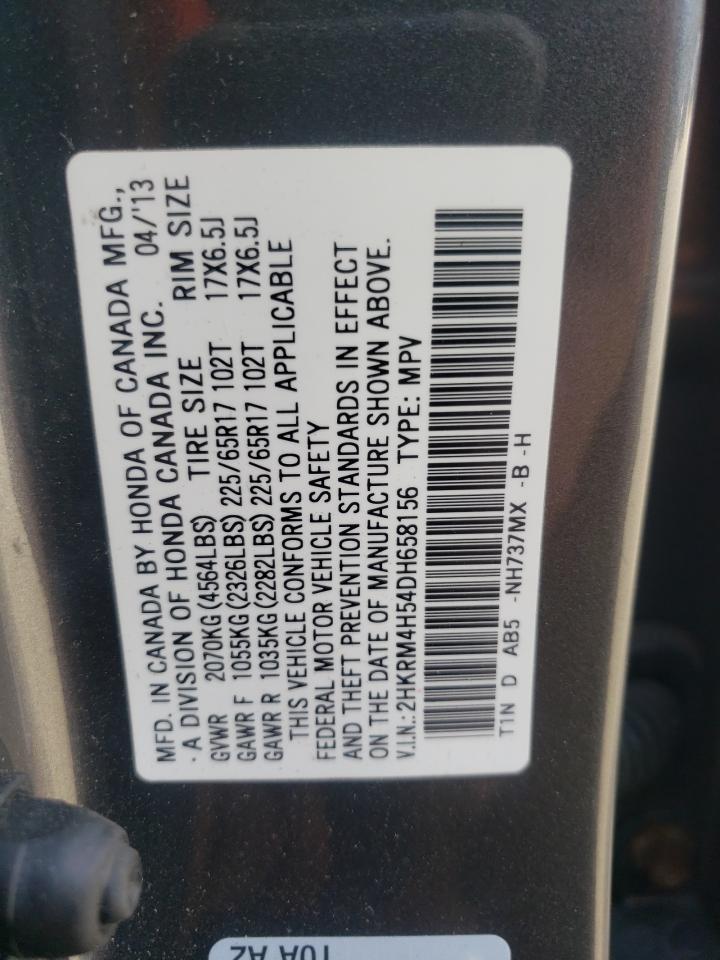 MFD. IN CANADA BY HONDA OF CANADA MFG.,
· A DIVISION OF HONDA CANADA INC. 04/'13
GVWR 2070KG(4564LBS) TIRE SIZE RIM SIZE
GAWR F 1055KG(2326LBS) 225/65R17 102T 17X6.5J
GAWR R 1035KG(2282LBS) 225/65R17 102T 17X6.5J
THIS VEHICLE CONFORMS TO ALL APPLICABLE
FEDERAL MOTOR VEHICLE SAFETY
AND THEFT PREVENTION STANDARDS IN EFFECT
ON THE DATE OF MANUFACTURE SHOWN ABOVE.
V.I.N.:2HKRM4H54DH658156 TYPE: MPV
T1N D AB5 -NH737MX -B -H